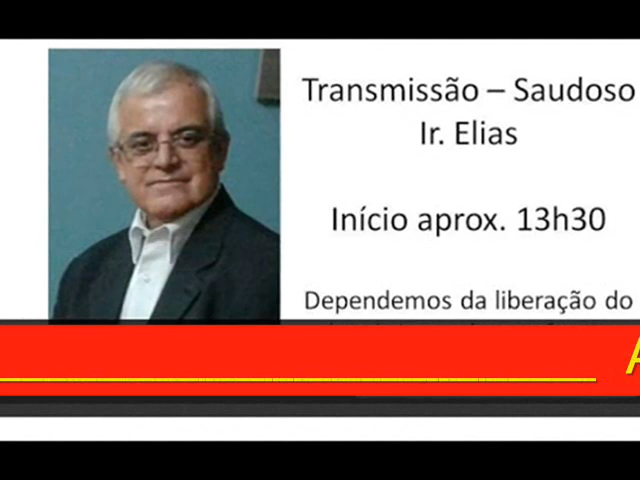 Transmissão – Saudoso
Ir. Elias
Início aprox. 13h30
Dependemos da liberação do
A